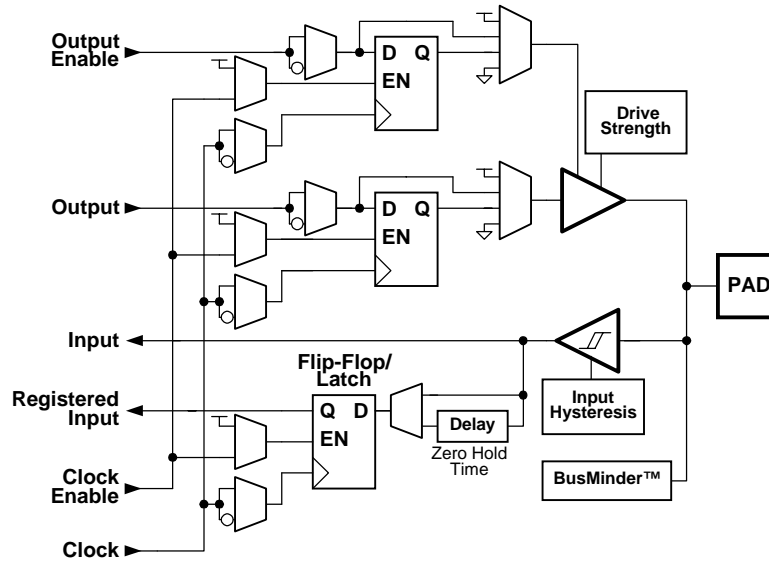 Output
Enable
D Q
EN
Drive
Strength
Output
D Q
EN
PAD
Input
Flip-Flop/
Latch
Registered
Input
Q D
EN
Delay
Zero Hold
Time
Input
Hysteresis
BusMinder™
Clock
Enable
Clock